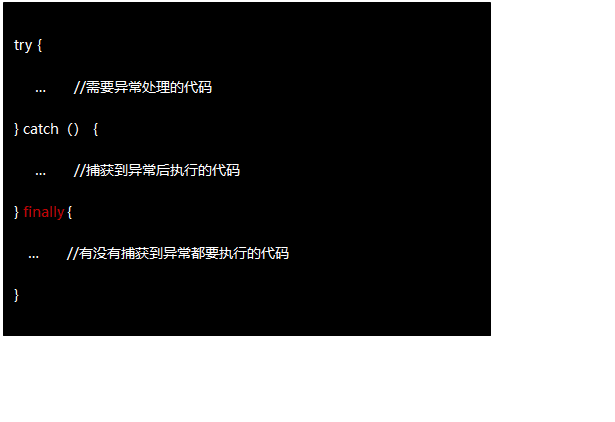 try {
... //需要异常处理的代码
} catch（） {
... //捕获到异常后执行的代码
} finally {
... //有没有捕获到异常都要执行的代码
}